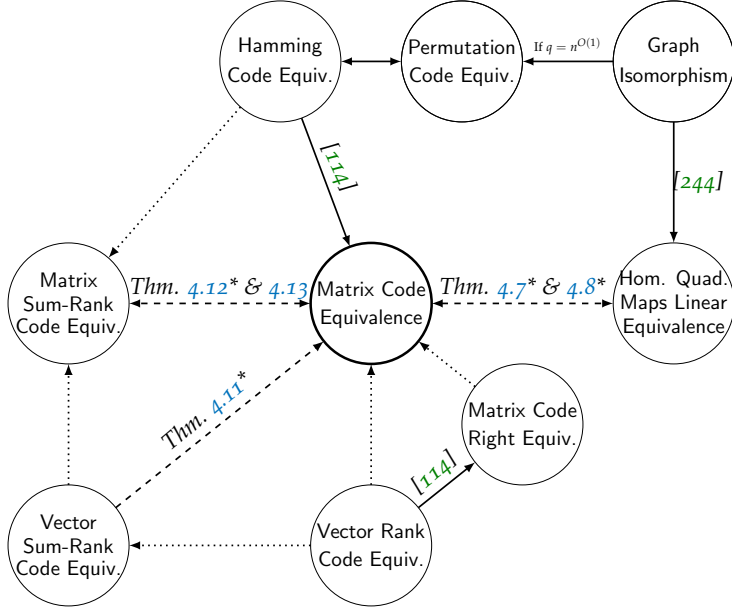 Hamming
Code Equiv.
Permutation
Code Equiv.
If q = n^{O(1)}
Graph
Isomorphism
[114]
[244]
Matrix
Sum-Rank
Code Equiv.
Thm. 4.12* & 4.13
Matrix Code
Equivalence
Thm. 4.7* & 4.8*
Hom. Quad.
Maps Linear
Equivalence
Thm. 4.11*
Matrix Code
Right Equiv.
[114]
Vector
Sum-Rank
Code Equiv.
Vector Rank
Code Equiv.